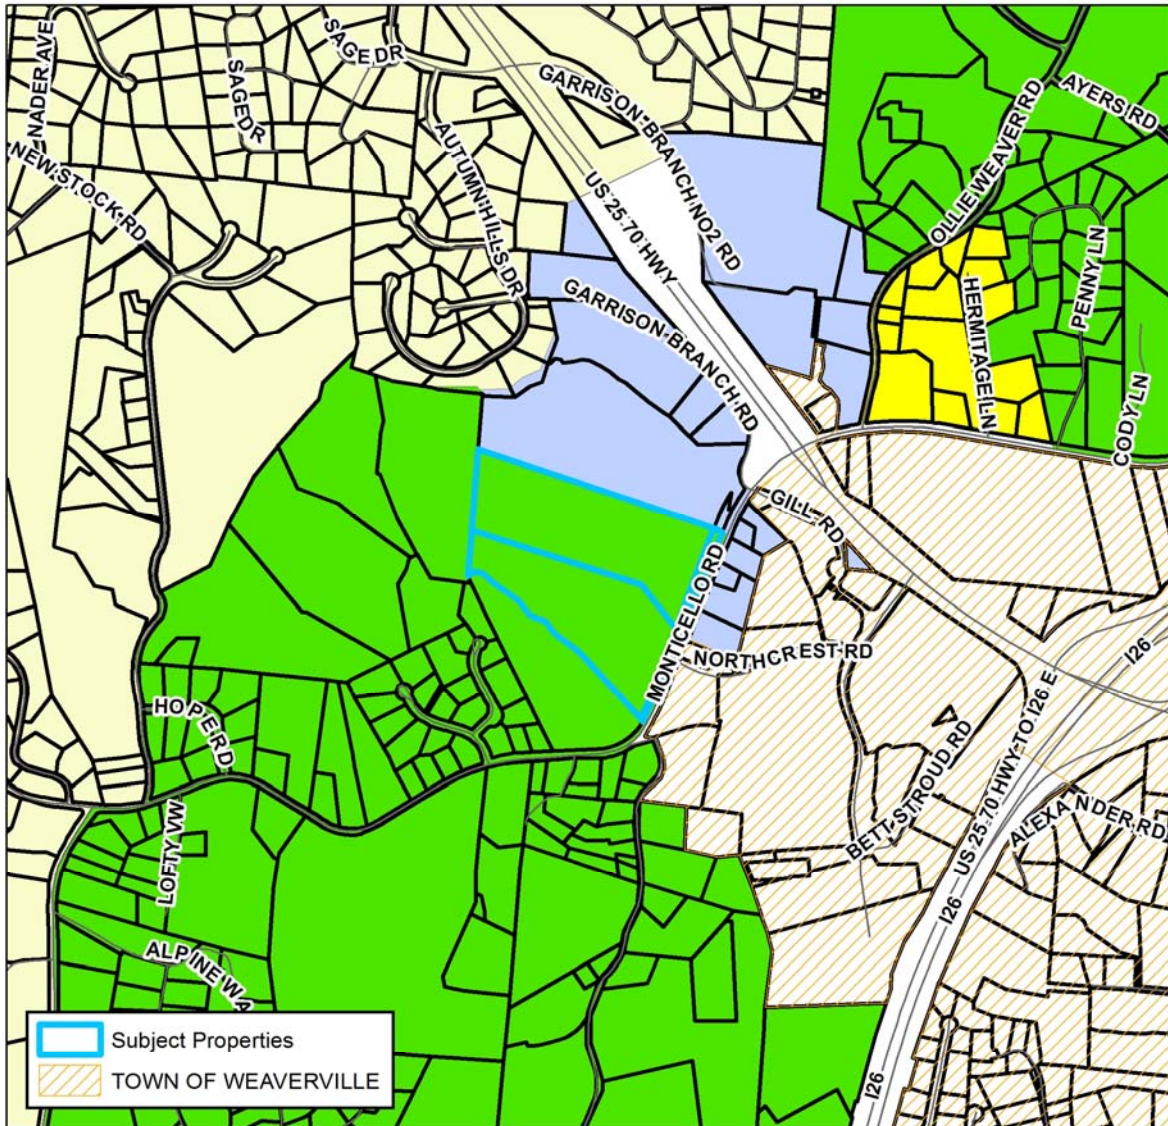 NADER AVE
SAGE DR
SAGE DR
GARRISON-BRANCH NO2 RD
AYERS RD
NEW STOCK RD
AUTUMN HILLS DR
US 25 70 HWY
OLLIE WEAVER RD
PENNY LN
HERMITAGE LN
GARRISON-BRANCH RD
CODY LN
GILL RD
MONTICELLO RD
NORTHCREST RD
I26
HOPE RD
US 25-70 HWY-TO I26 E
BETT STROUD RD
ALEXANDER RD
LOFTY VW
I26
ALPINE WA
I26
Subject Properties
TOWN OF WEAVERVILLE